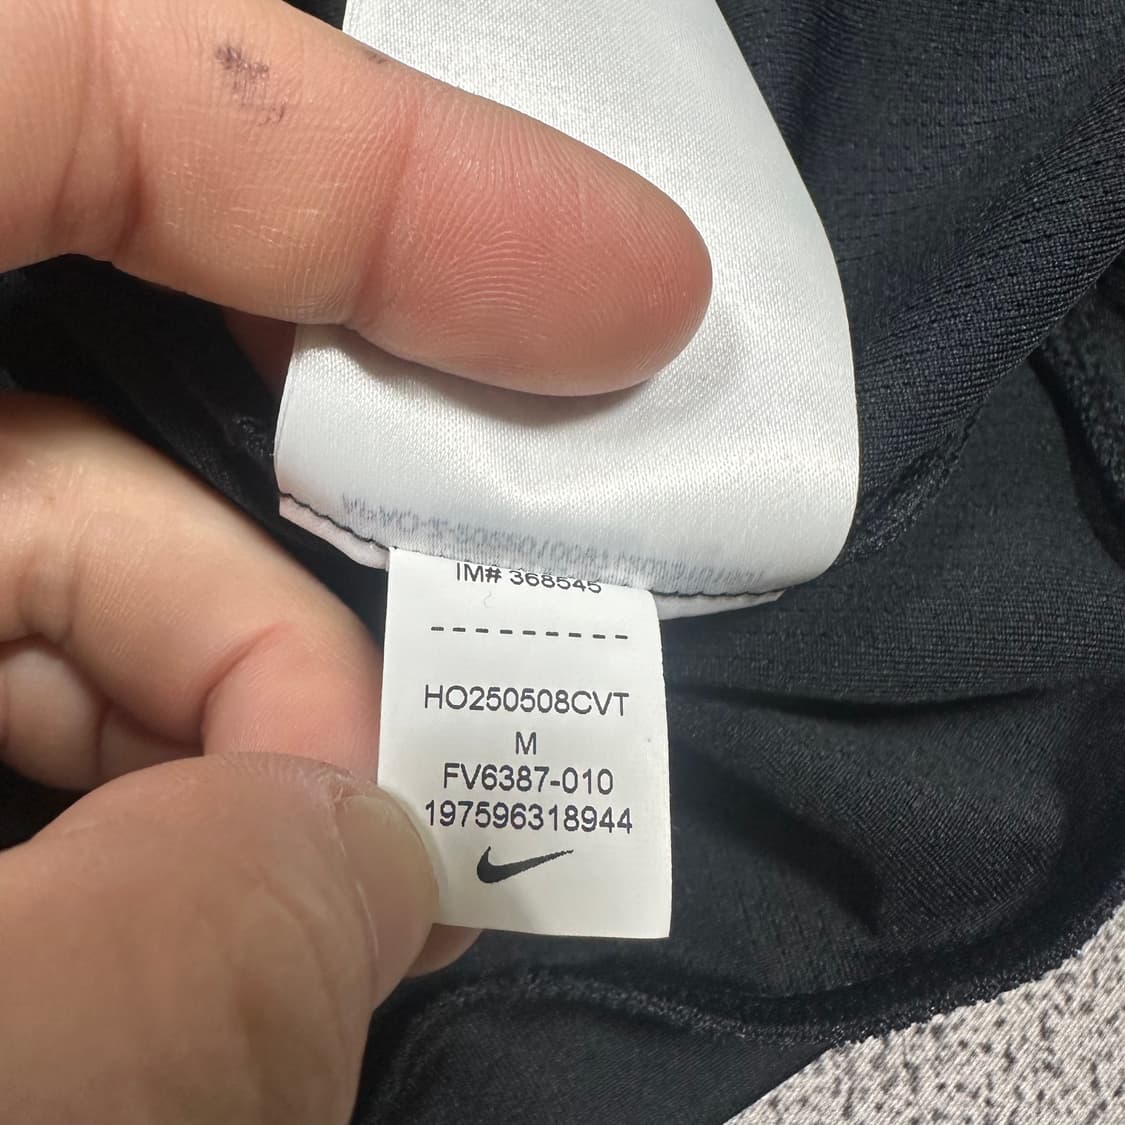 IM# 368545
---------
HO250508CVT
M
FV6387-010
197596318944